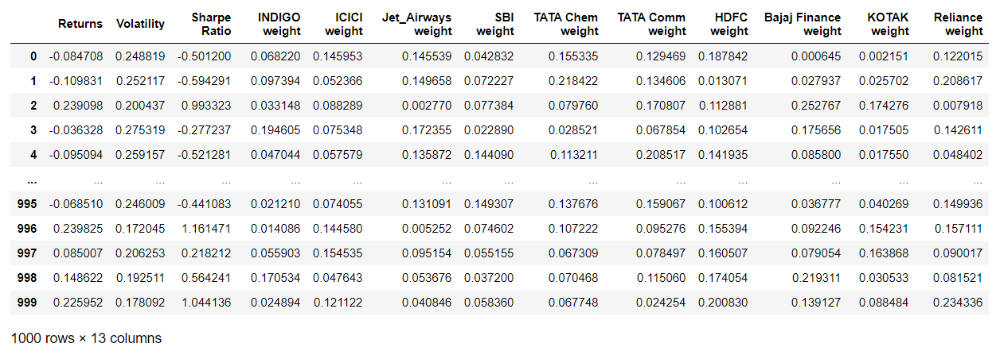 Returns Volatility Sharpe Ratio INDIGO weight ICICI weight Jet_Airways weight SBI weight TATA Chem weight TATA Comm weight HDFC weight Bajaj Finance weight KOTAK weight Reliance weight
0 -0.084708 0.248819 -0.501200 0.068220 0.145953 0.145539 0.042832 0.155335 0.129469 0.187842 0.000645 0.002151 0.122015
1 -0.109831 0.252117 -0.594291 0.097394 0.052366 0.149658 0.072227 0.218422 0.134606 0.013071 0.027937 0.025702 0.208617
2 0.239098 0.200437 0.993323 0.033148 0.088289 0.002770 0.077384 0.079760 0.170807 0.112881 0.252767 0.174276 0.007918
3 -0.036328 0.275319 -0.277237 0.194605 0.075348 0.172355 0.022890 0.028521 0.067854 0.102654 0.175656 0.017505 0.142611
4 -0.095094 0.259157 -0.521281 0.047044 0.057579 0.135872 0.144090 0.113211 0.208517 0.141935 0.085800 0.017550 0.048402
... ... ... ... ... ... ... ... ... ... ... ... ... ...
995 -0.068510 0.246009 -0.441083 0.021210 0.074055 0.131091 0.149307 0.137676 0.159067 0.100612 0.036777 0.040269 0.149936
996 0.239825 0.172045 1.161471 0.014086 0.144580 0.005252 0.074602 0.107222 0.095276 0.155394 0.092246 0.154231 0.157111
997 0.085007 0.206253 0.218212 0.055903 0.154535 0.095154 0.055155 0.067309 0.078497 0.160507 0.079054 0.163868 0.090017
998 0.148622 0.192511 0.564241 0.170534 0.047643 0.053676 0.037200 0.070468 0.115060 0.174054 0.219311 0.030533 0.081521
999 0.225952 0.178092 1.044136 0.024894 0.121122 0.040846 0.058360 0.067748 0.024254 0.200830 0.139127 0.088484 0.234336
1000 rows × 13 columns